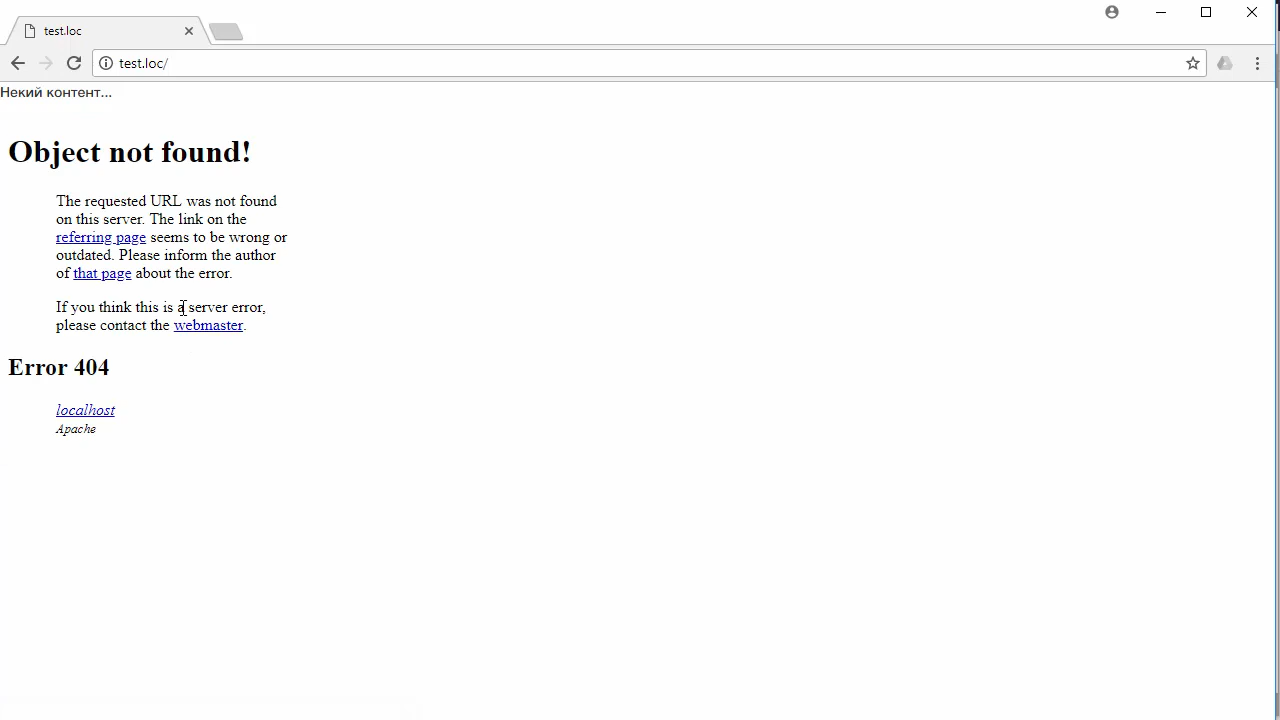 test.loc
test.loc/
Некий контент...
Object not found!
The requested URL was not found
on this server. The link on the
referring page seems to be wrong or
outdated. Please inform the author
of that page about the error.
If you think this is a server error,
please contact the webmaster.
Error 404
localhost
Apache